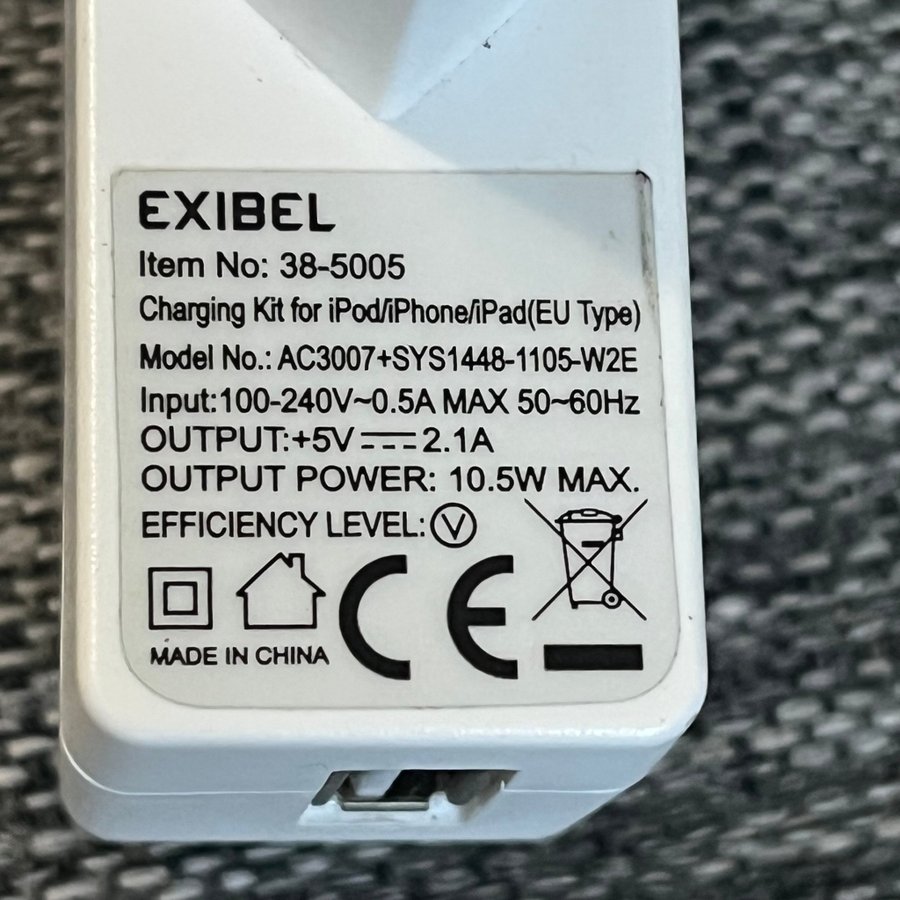 EXIBEL
Item No: 38-5005
Charging Kit for iPod/iPhone/iPad(EU Type)
Model No.: AC3007+SYS1448-1105-W2E
Input:100-240V~0.5A MAX 50~60Hz
OUTPUT:+5V⎓2.1A
OUTPUT POWER: 10.5W MAX.
EFFICIENCY LEVEL:Ⓥ
CE
MADE IN CHINA